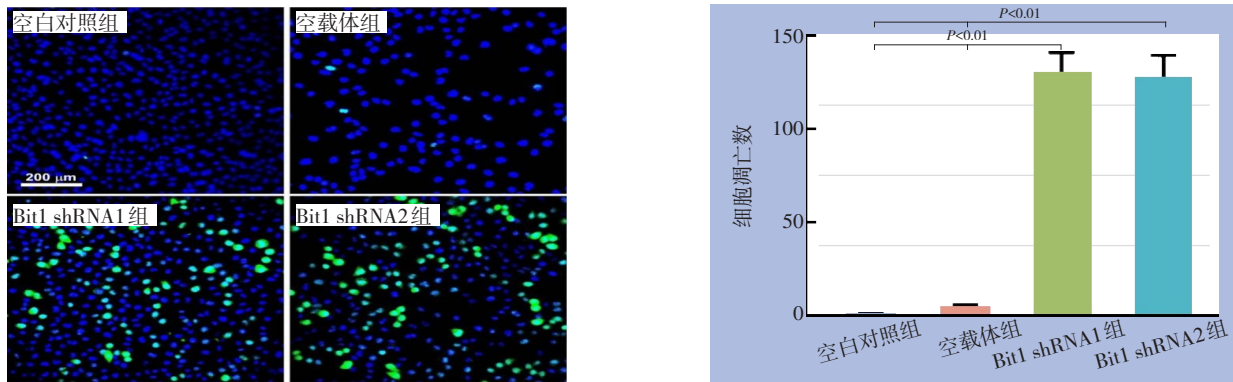 空白对照组
空载体组
200 μm
Bit1 shRNA1组
Bit1 shRNA2组
P<0.01
P<0.01
150
100
50
0
细胞凋亡数
空白对照组
空载体组
Bit1 shRNA1组
Bit1 shRNA2组